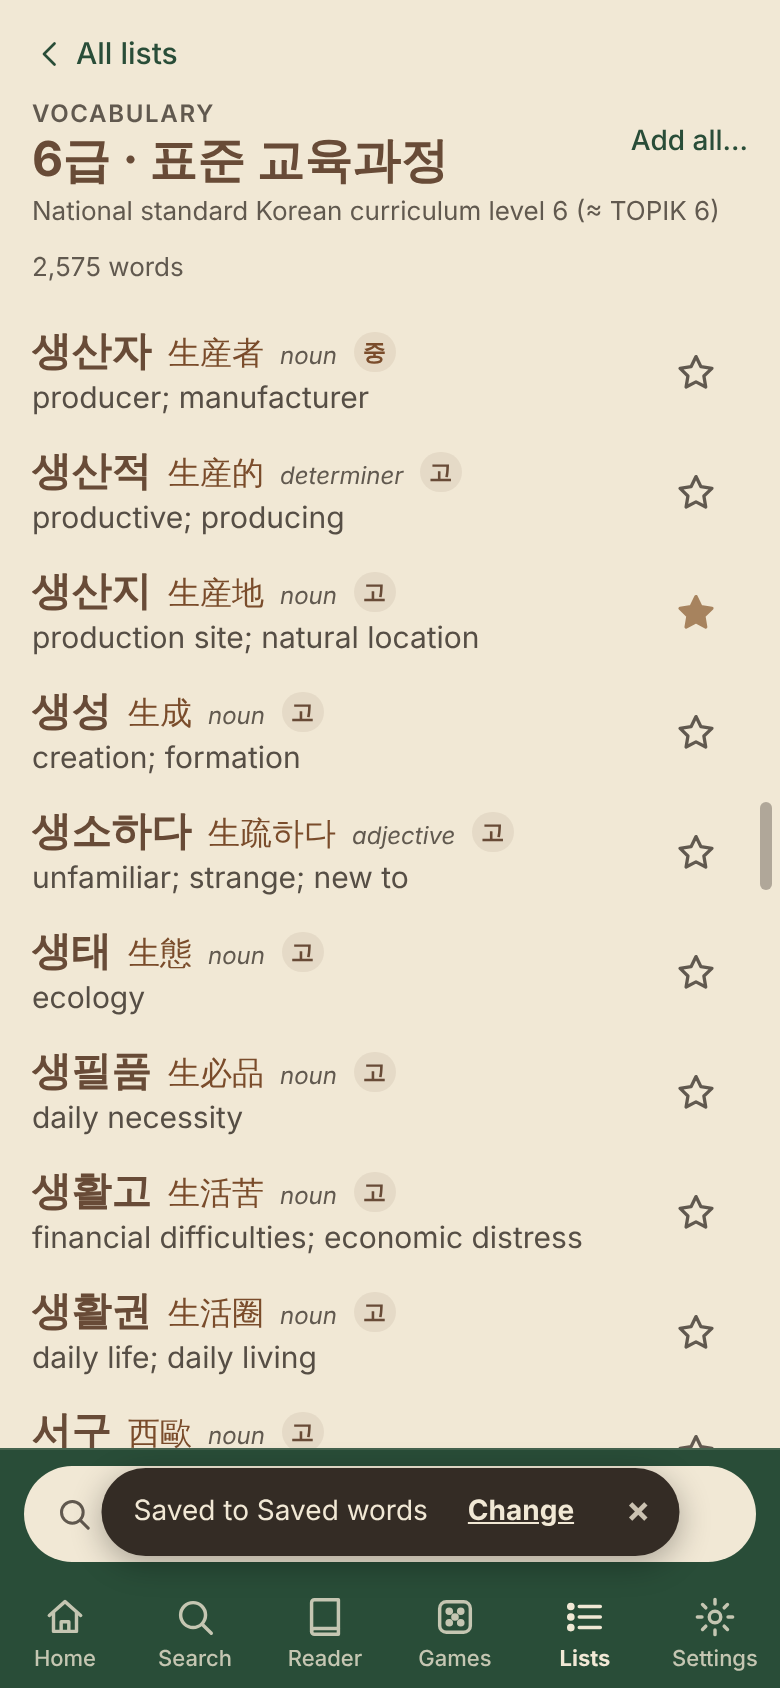 All lists
VOCABULARY
6급 · 표준 교육과정
Add all...
National standard Korean curriculum level 6 (≈ TOPIK 6)
2,575 words
생산자 生産者 noun 중
producer; manufacturer
생산적 生産的 determiner 고
productive; producing
생산지 生産地 noun 고
production site; natural location
생성 生成 noun 고
creation; formation
생소하다 生疏하다 adjective 고
unfamiliar; strange; new to
생태 生態 noun 고
ecology
생필품 生必品 noun 고
daily necessity
생활고 生活苦 noun 고
financial difficulties; economic distress
생활권 生活圈 noun 고
daily life; daily living
서구 西歐 noun 고
Saved to Saved words Change ×
Home Search Reader Games Lists Settings